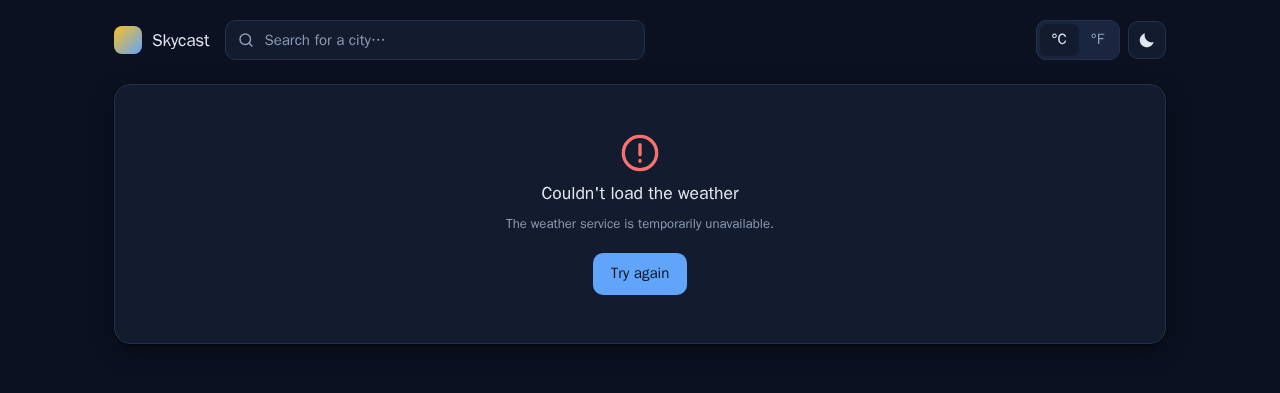 Skycast
Search for a city…
°C
°F
Couldn't load the weather
The weather service is temporarily unavailable.
Try again